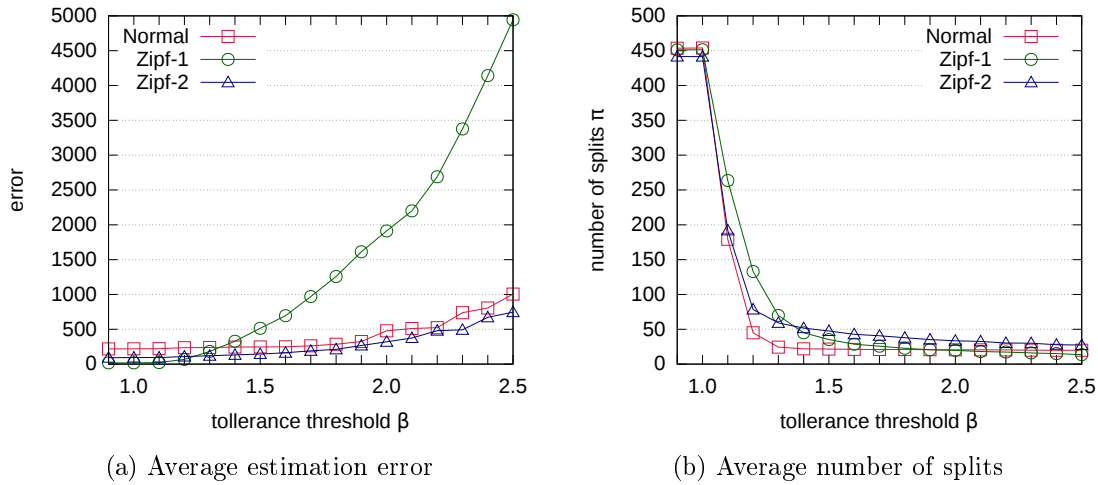 5000
4500
4000
3500
3000
2500
2000
1500
1000
500
0
error
Normal
Zipf-1
Zipf-2
1.0 1.5 2.0 2.5
tollerance threshold β
(a) Average estimation error
500
450
400
350
300
250
200
150
100
50
0
number of splits π
Normal
Zipf-1
Zipf-2
1.0 1.5 2.0 2.5
tollerance threshold β
(b) Average number of splits